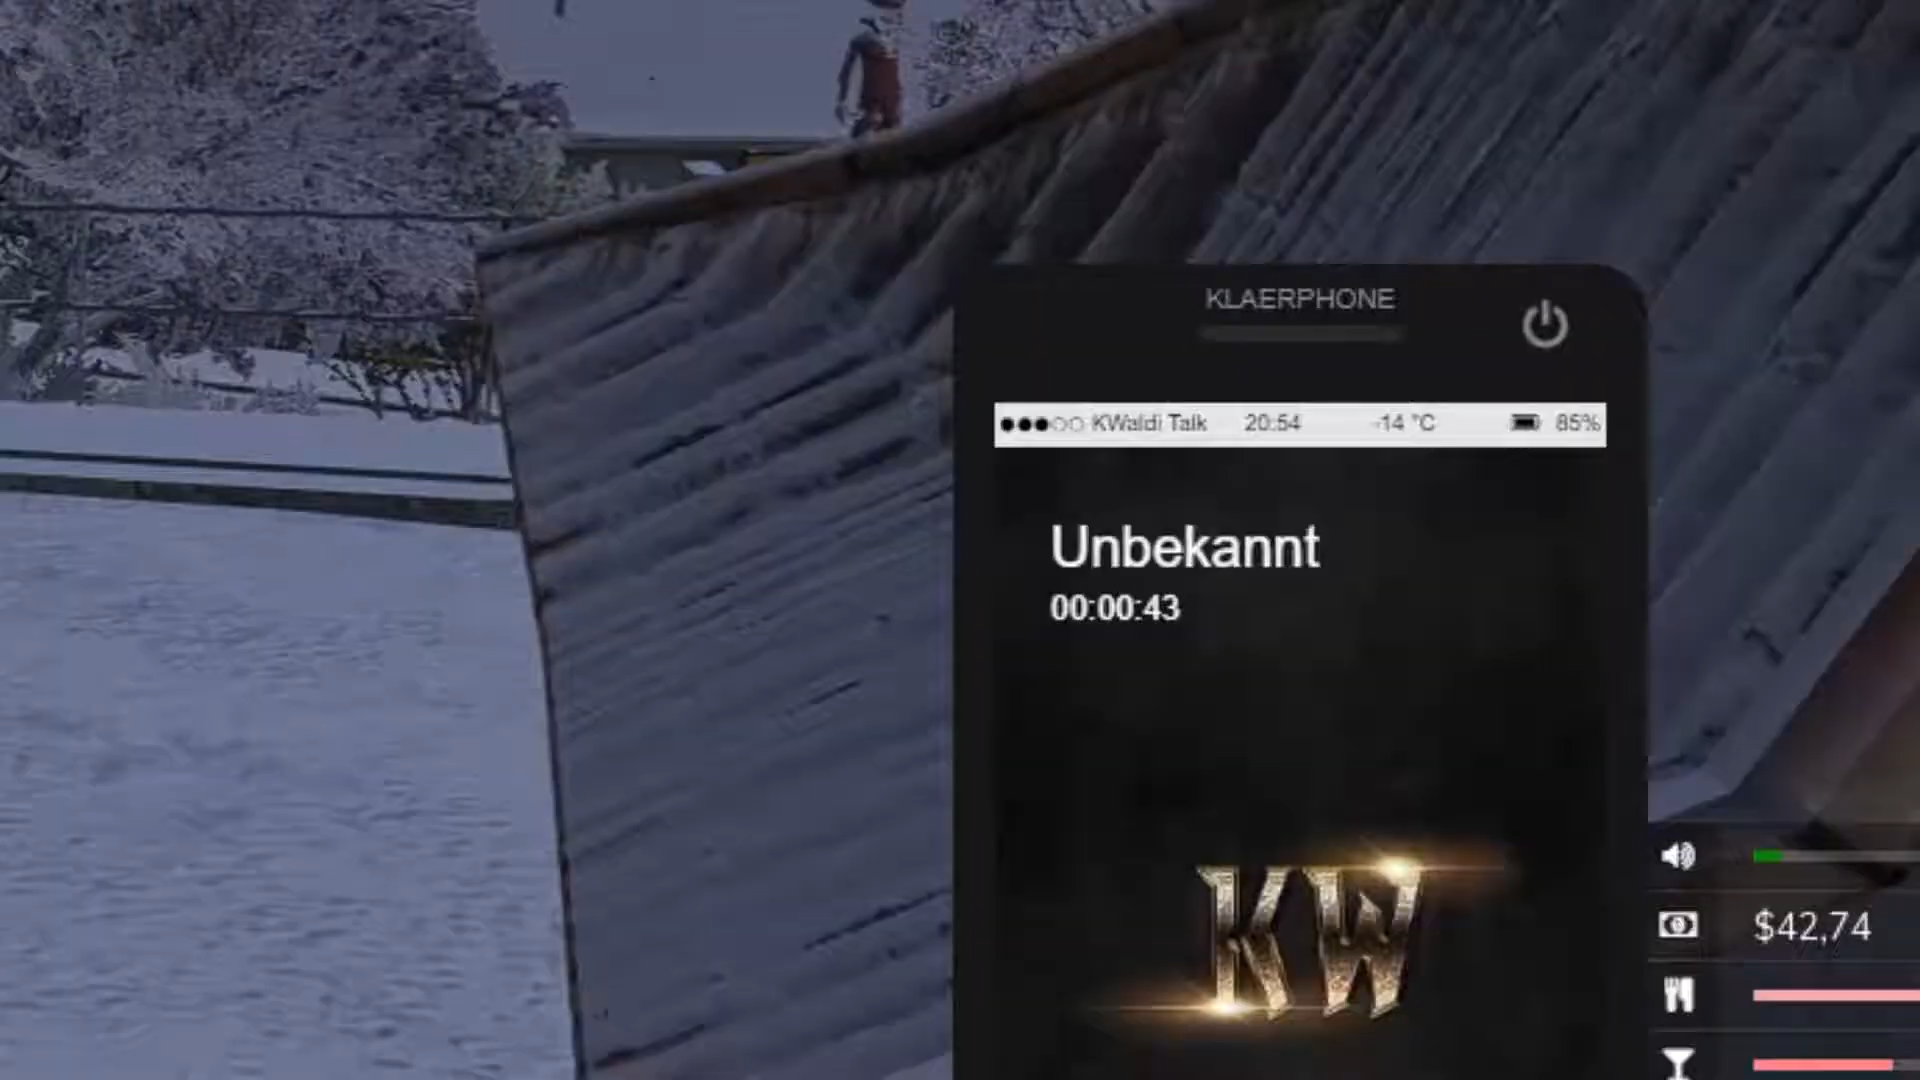 KLAERPHONE
KWaldi Talk 20:54 -14 °C 85%
Unbekannt
00:00:43
KW
$42,74